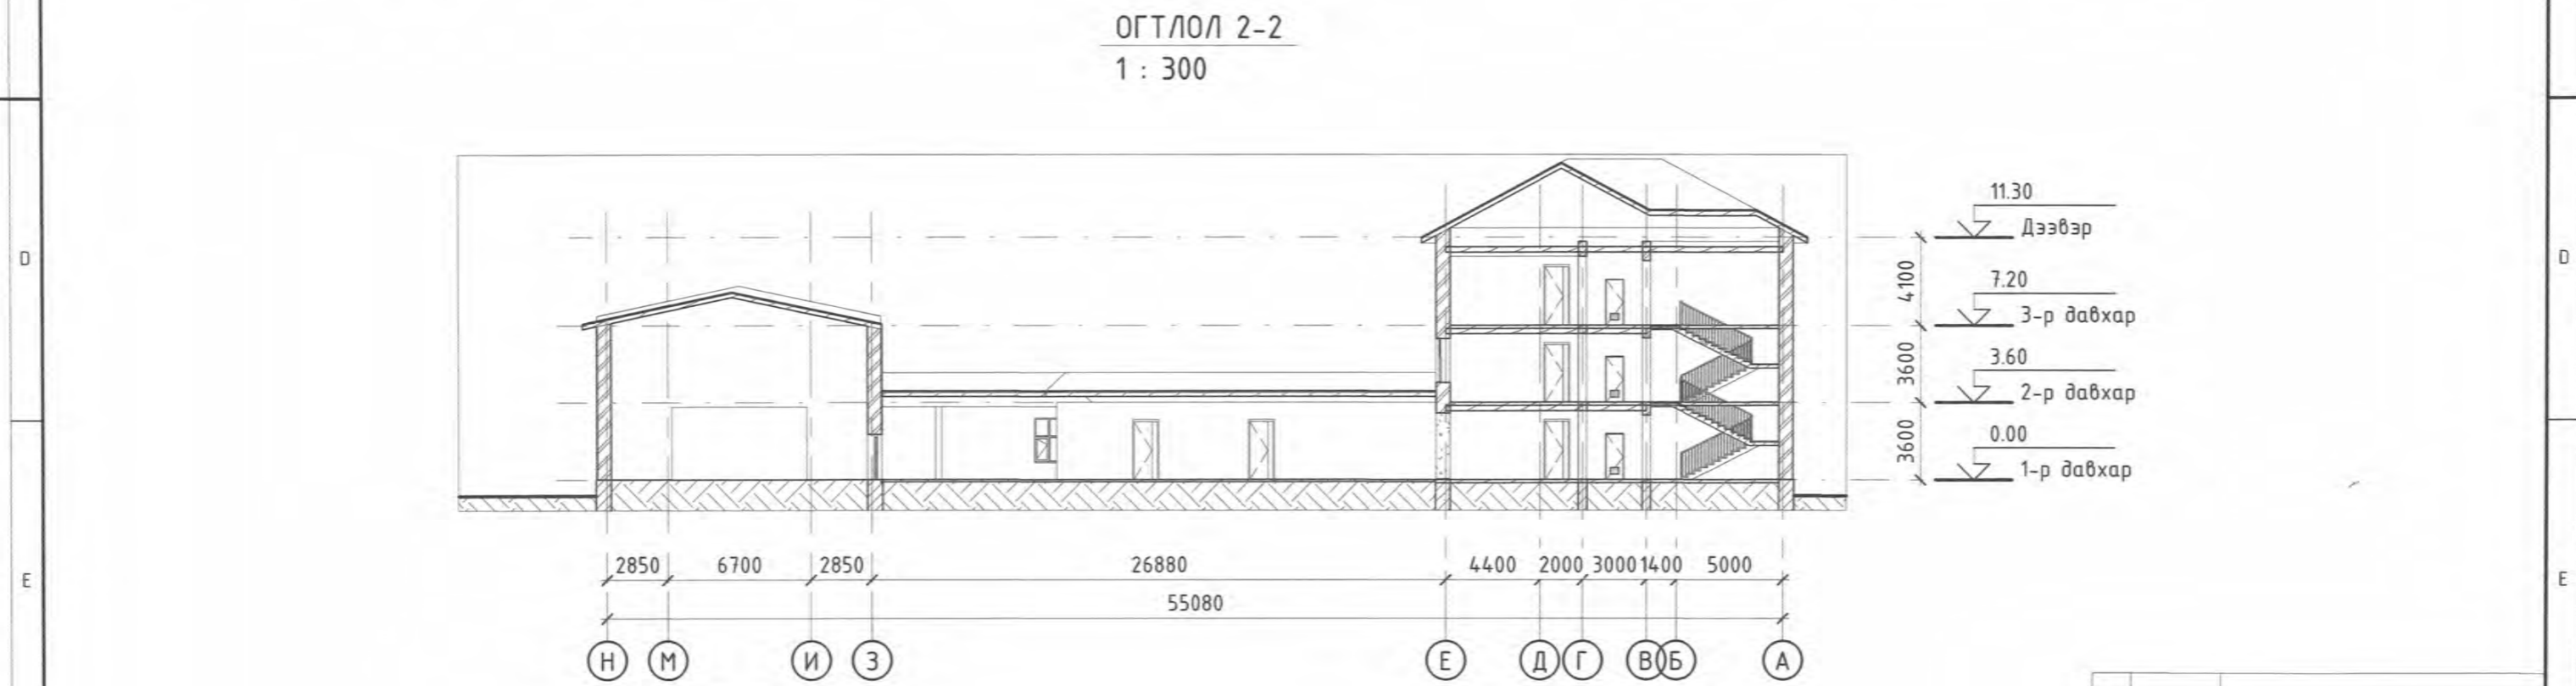 ОГТЛОЛ 2-2
1 : 300
11.30
Дээвэр
7.20
3-р давхар
3.60
2-р давхар
0.00
1-р давхар
4100
3600
3600
D
D
E
E
2850 6700 2850 26880 4400 2000 3000 1400 5000
55080
Н М И З Е Д Г В Б А